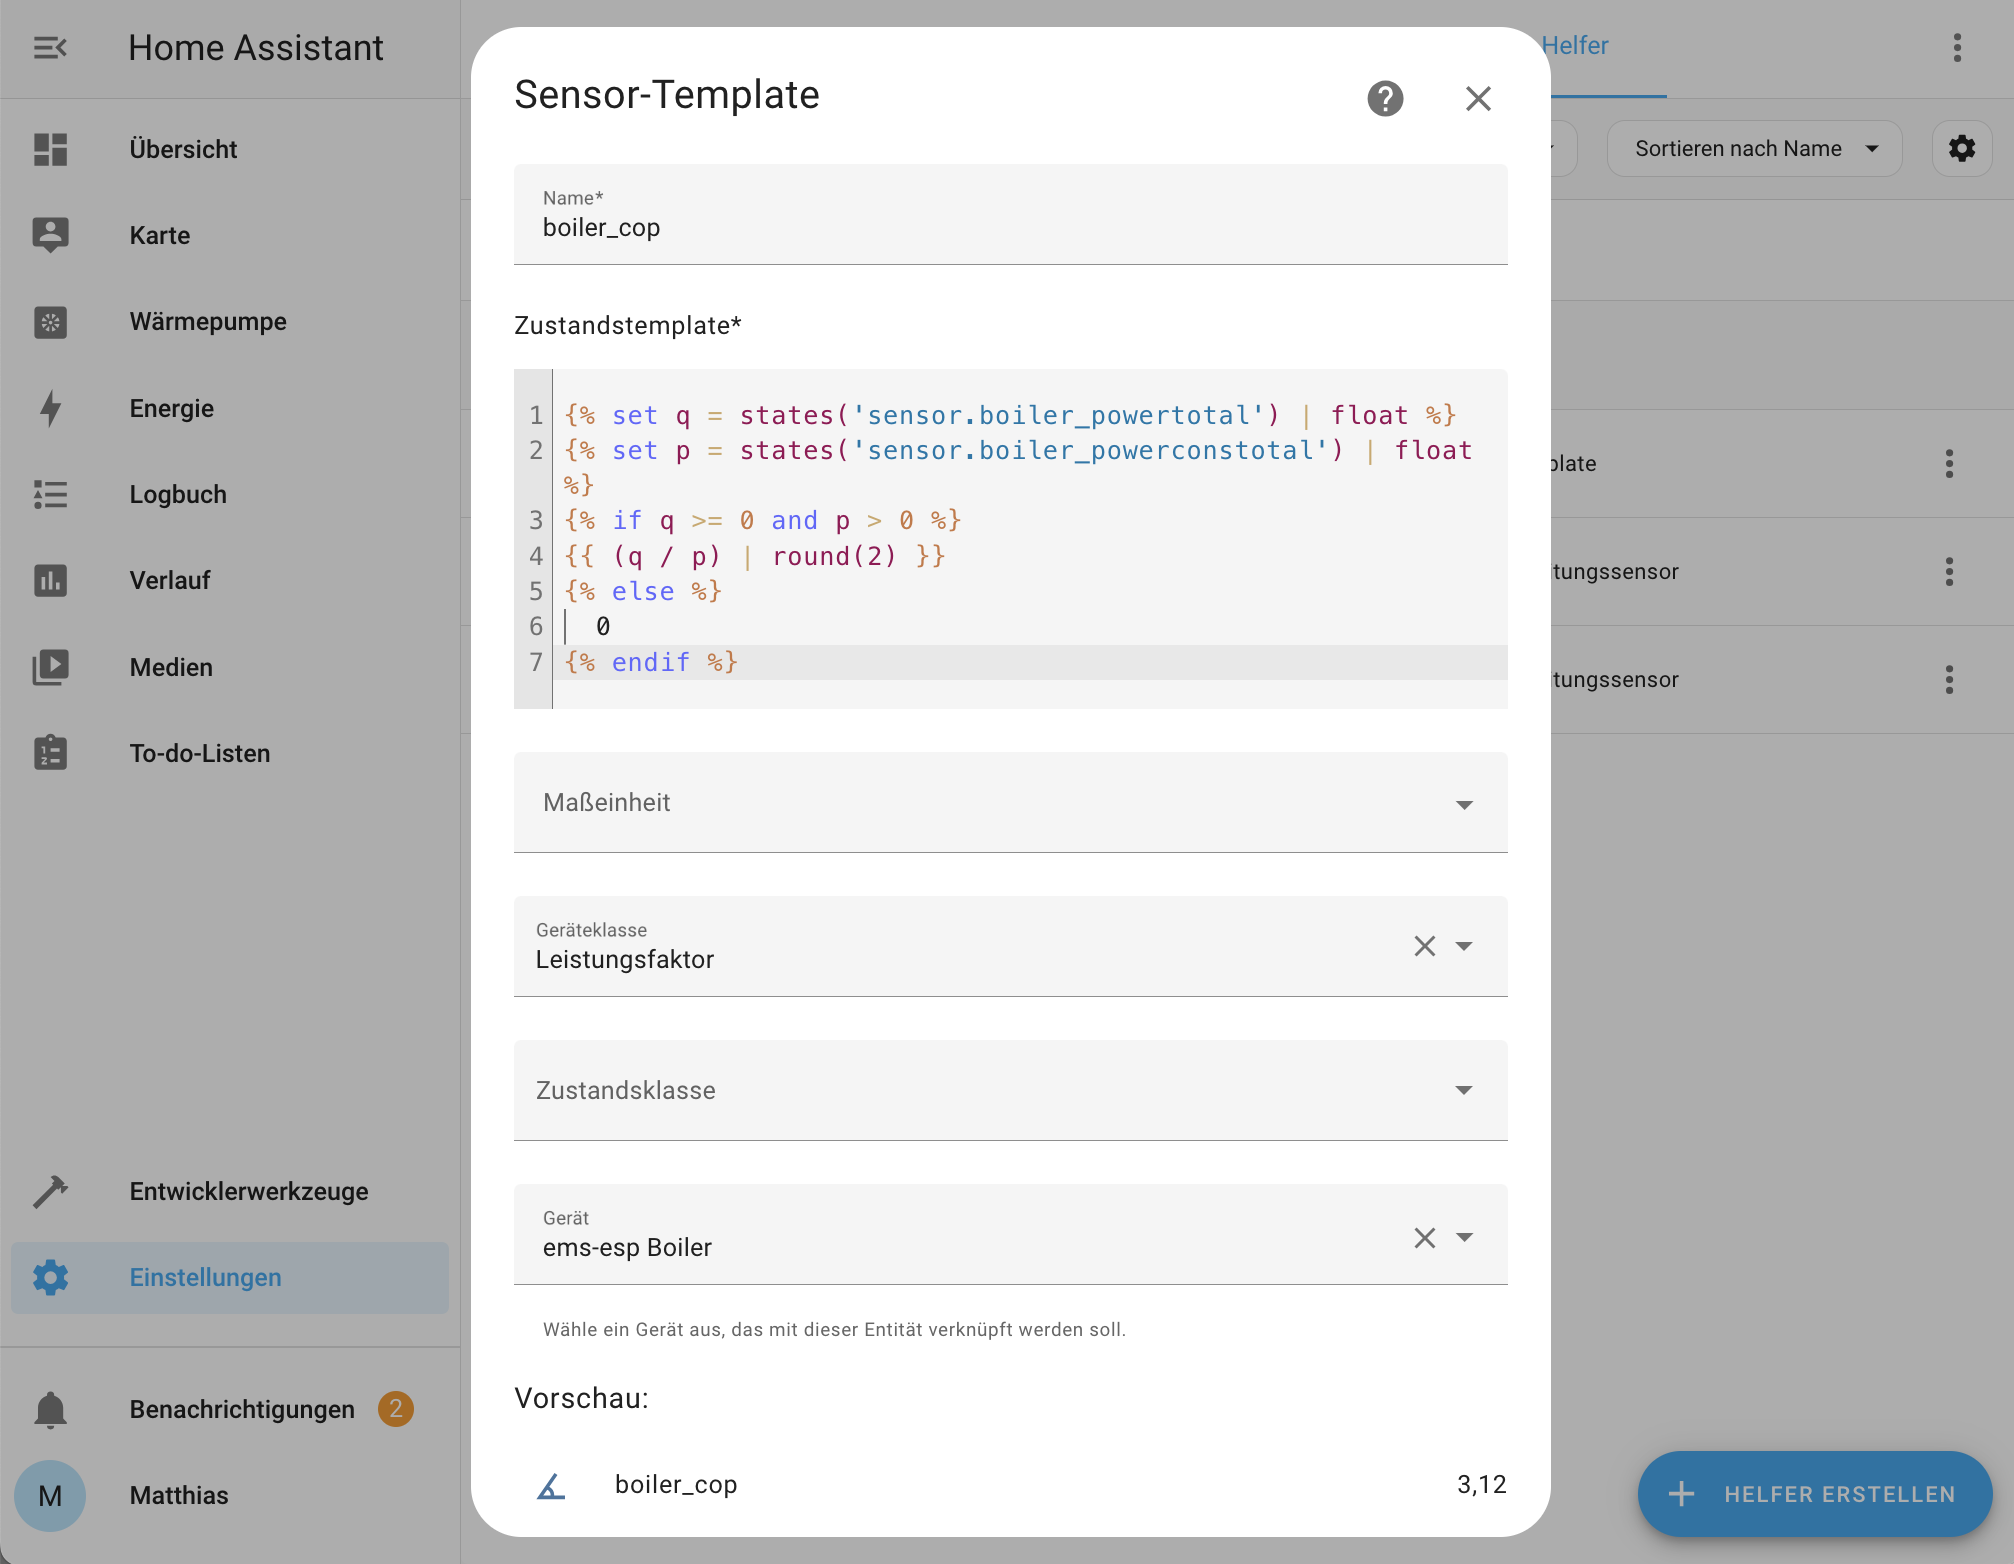 Home Assistant
Übersicht
Karte
Wärmepumpe
Energie
Logbuch
Verlauf
Medien
To-do-Listen
Entwicklerwerkzeuge
Einstellungen
Benachrichtigungen 2
M Matthias
Sensor-Template
Name*
boiler_cop
Zustandstemplate*
1 {% set q = states('sensor.boiler_powertotal') | float %}
2 {% set p = states('sensor.boiler_powerconstotal') | float
%}
3 {% if q >= 0 and p > 0 %}
4 {{ (q / p) | round(2) }}
5 {% else %}
6   0
7 {% endif %}
Maßeinheit
Geräteklasse
Leistungsfaktor
Zustandsklasse
Gerät
ems-esp Boiler
Wähle ein Gerät aus, das mit dieser Entität verknüpft werden soll.
Vorschau:
boiler_cop 3,12
Helfer
Sortieren nach Name
plate
tungssensor
tungssensor
HELFER ERSTELLEN